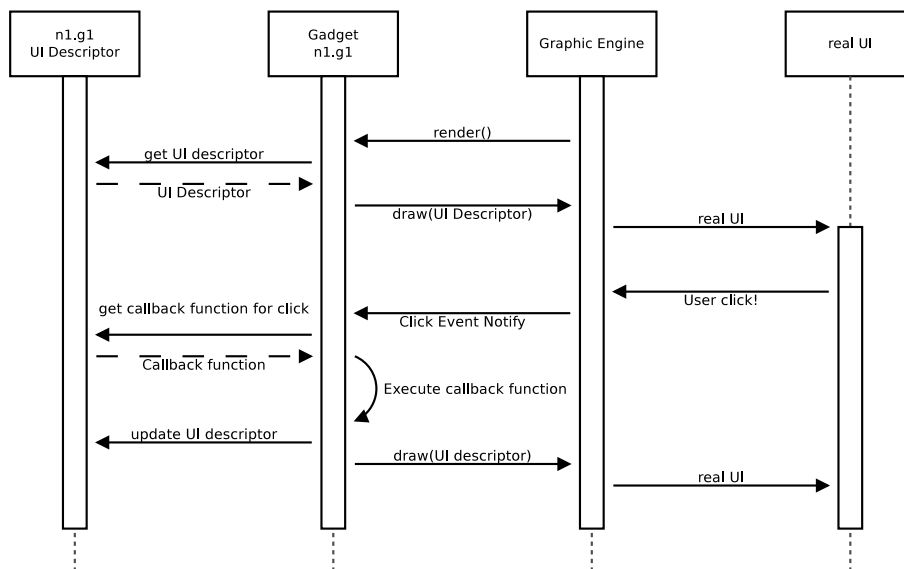 n1.g1
UI Descriptor
Gadget
n1.g1
Graphic Engine
real UI
render()
get UI descriptor
UI Descriptor
draw(UI Descriptor)
real UI
User click!
get callback function for click
Click Event Notify
Callback function
Execute callback function
update UI descriptor
draw(UI descriptor)
real UI